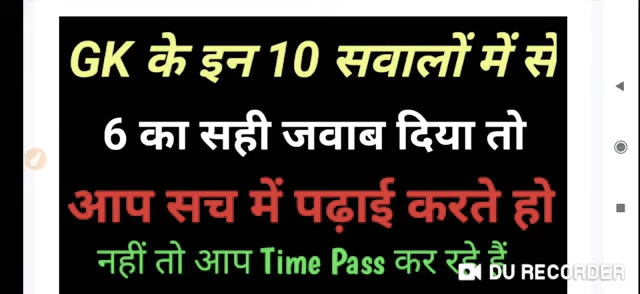 GK के इन 10 सवालों में से
6 का सही जवाब दिया तो
आप सच में पढ़ाई करते हो
नहीं तो आप Time Pass कर रहे हैं
DU RECORDER